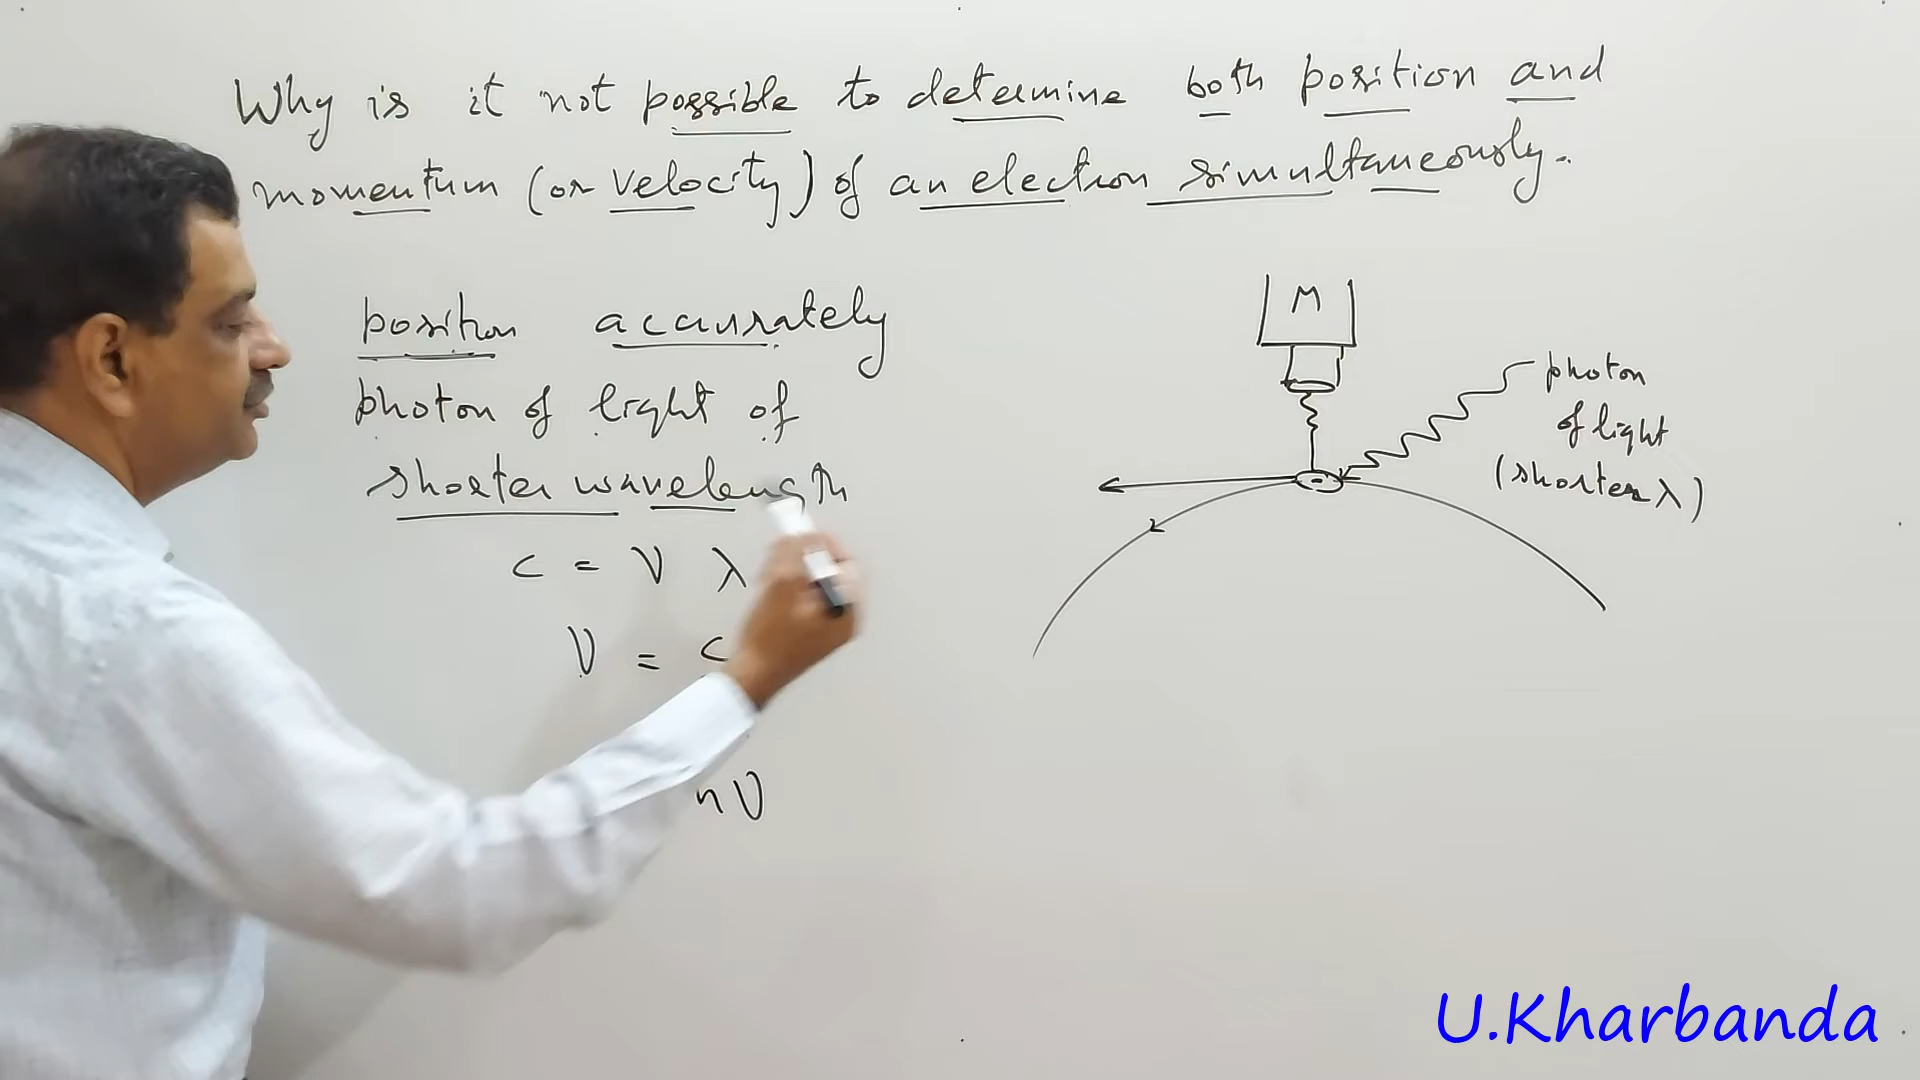 Why is it not possible to determine both position and
momentum (or velocity) of an electron simultaneously.
position accurately
photon of light of
shorter wavelength
c = ν λ
ν = c
hν
M
photon
of light
(shorter λ)
-
U.Kharbanda